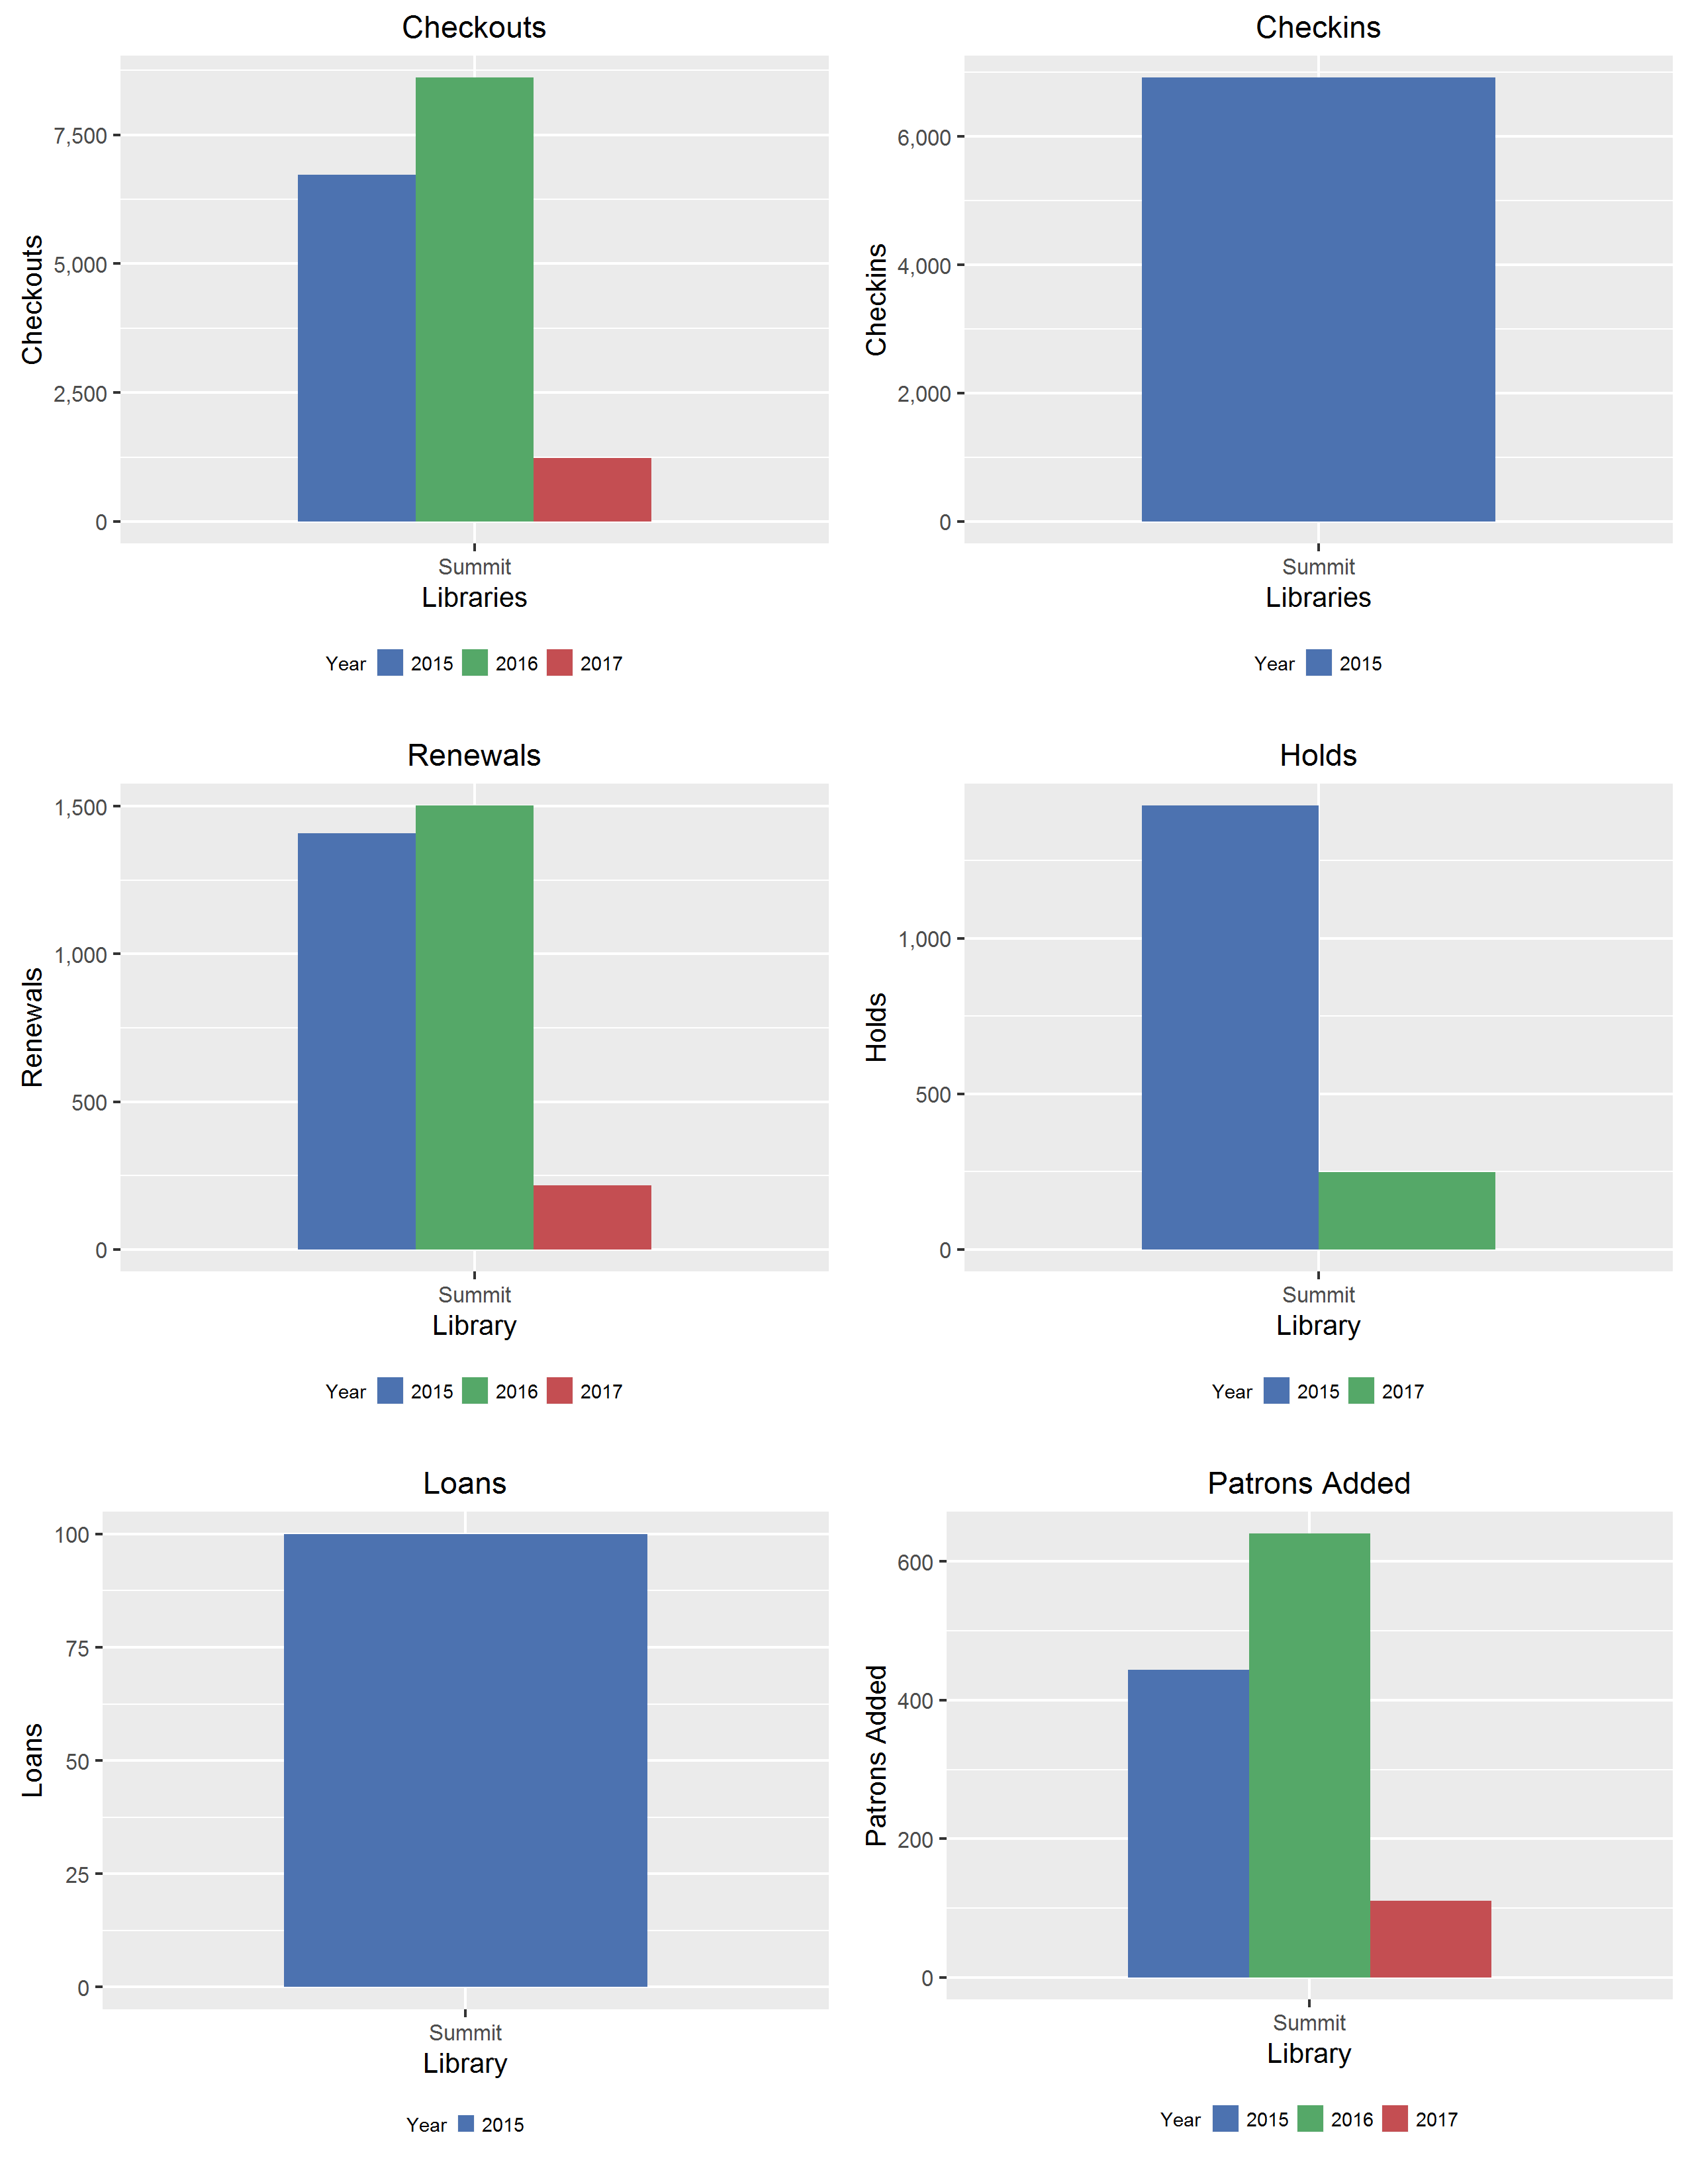 Checkouts
Checkouts
7,500
5,000
2,500
0
Summit
Libraries
Year 2015 2016 2017
Checkins
Checkins
6,000
4,000
2,000
0
Summit
Libraries
Year 2015
Renewals
Renewals
1,500
1,000
500
0
Summit
Library
Year 2015 2016 2017
Holds
Holds
1,000
500
0
Summit
Library
Year 2015 2017
Loans
Loans
100
75
50
25
0
Summit
Library
Year 2015
Patrons Added
Patrons Added
600
400
200
0
Summit
Library
Year 2015 2016 2017